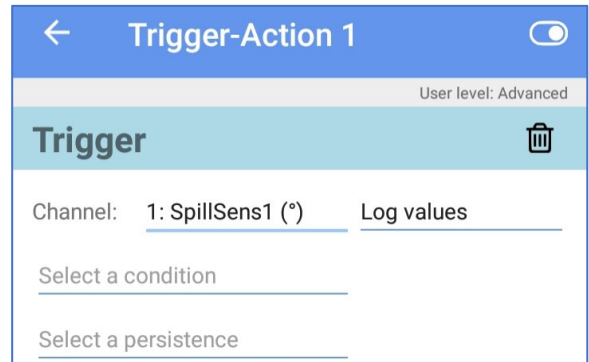 Trigger-Action 1
User level: Advanced
Trigger
Channel: 1: SpillSens1 (°) Log values
Select a condition
Select a persistence